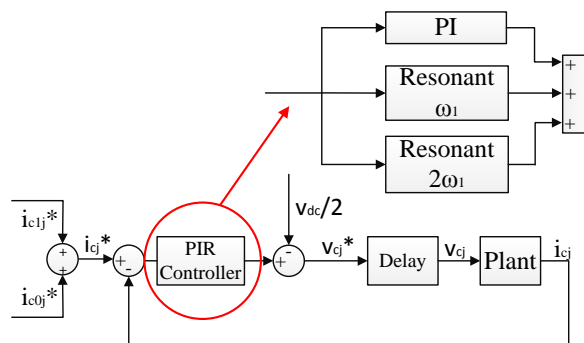 PI
+
Resonant
ω1
+
Resonant
2ω1
+
ic1j*
vdc/2
icj*
+
+
-
PIR
Controller
-
+
vcj*
Delay
vcj
Plant
icj
ic0j*